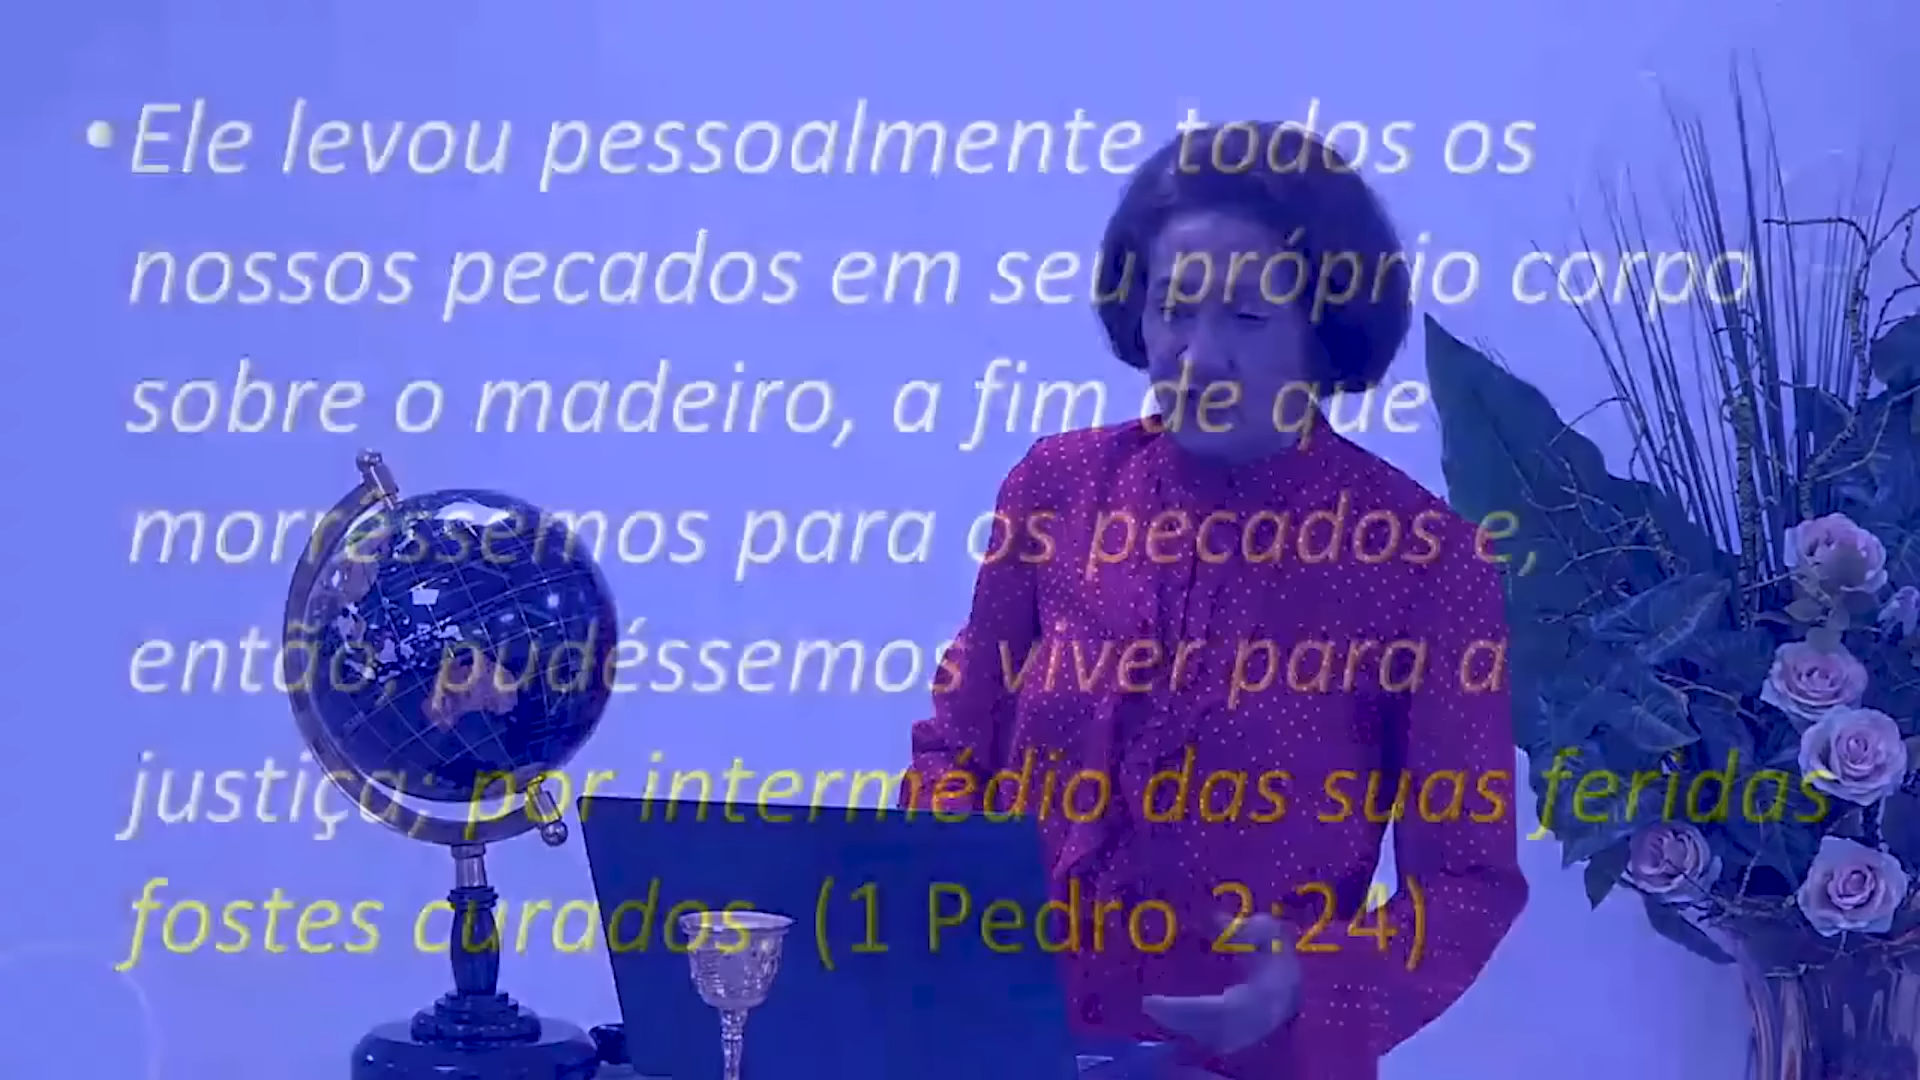 • Ele levou pessoalmente todos os
nossos pecados em seu próprio corpo
sobre o madeiro, a fim de que
morrêssemos para os pecados e,
então, pudéssemos viver para a
justiça; por intermédio das suas feridas
fostes curados. (1 Pedro 2:24)